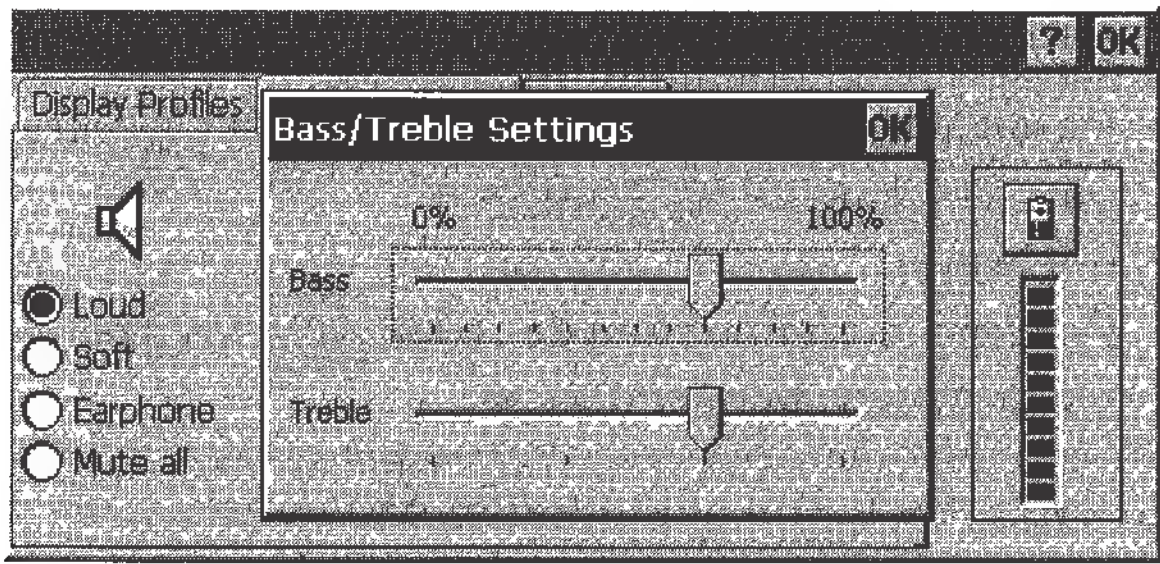 ? OK
Display Profiles
Bass/Treble Settings OK
0% 100%
Bass
Loud
Soft
Earphone
Treble
Mute all